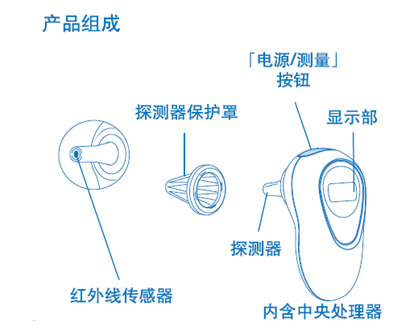 产品组成
「电源/测量」
按钮
探测器保护罩
显示部
探测器
红外线传感器
内含中央处理器